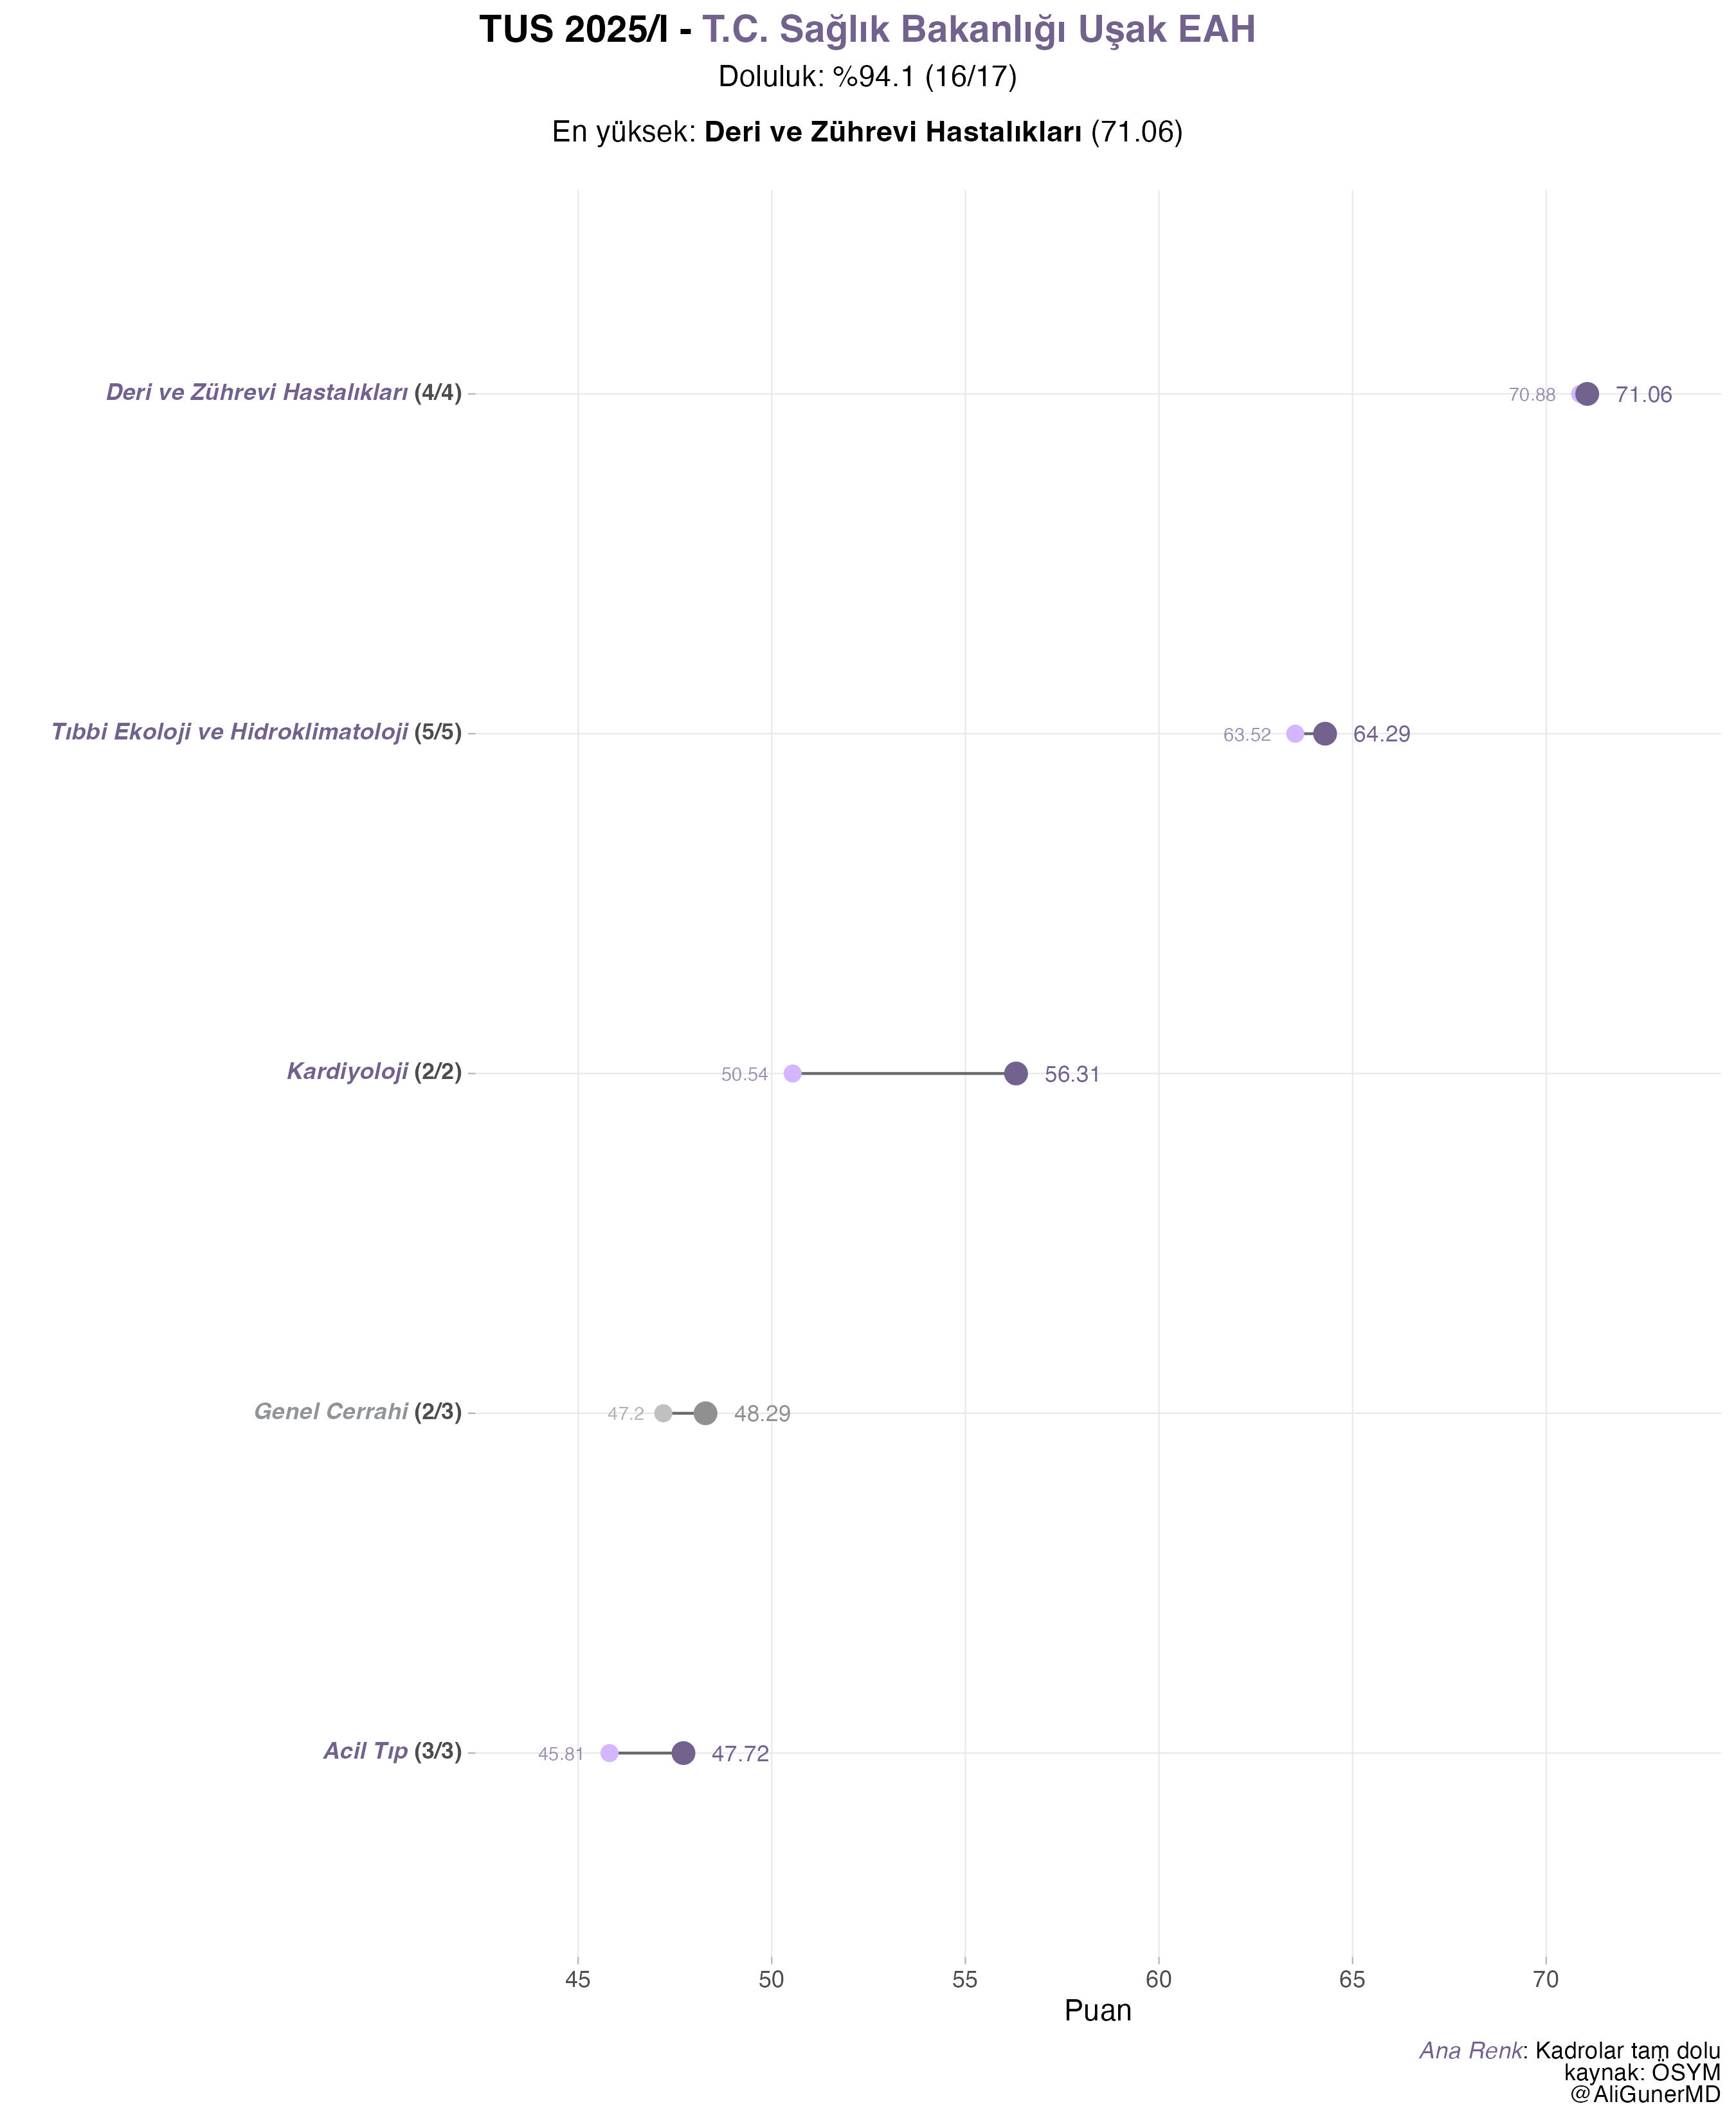 TUS 2025/I - T.C. Sağlık Bakanlığı Uşak EAH
Doluluk: %94.1 (16/17)
En yüksek: Deri ve Zührevi Hastalıkları (71.06)
Deri ve Zührevi Hastalıkları (4/4) 70.88 71.06
Tıbbi Ekoloji ve Hidroklimatoloji (5/5) 63.52 64.29
Kardiyoloji (2/2) 50.54 56.31
Genel Cerrahi (2/3) 47.2 48.29
Acil Tıp (3/3) 45.81 47.72
45 50 55 60 65 70
Puan
Ana Renk: Kadrolar tam dolu
kaynak: ÖSYM
@AliGunerMD